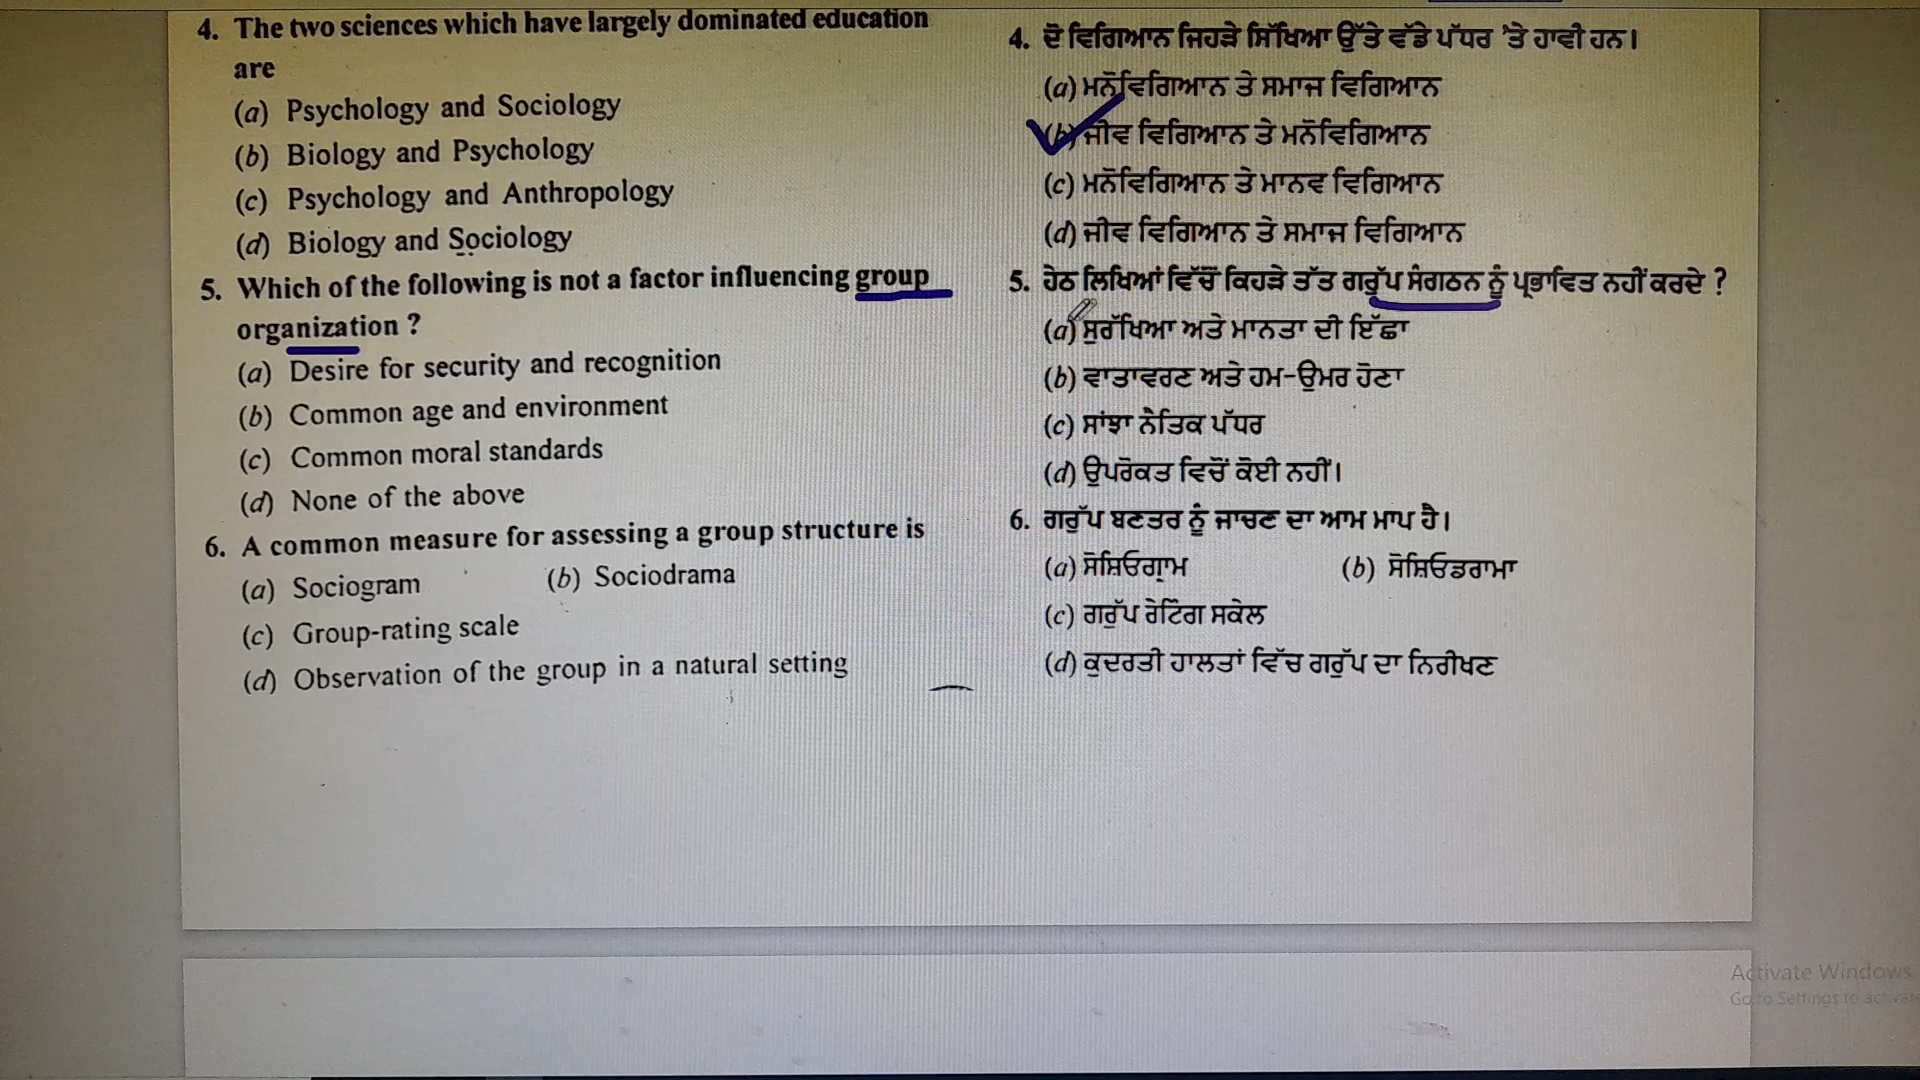 4. The two sciences which have largely dominated education
are
(a) Psychology and Sociology
(b) Biology and Psychology
(c) Psychology and Anthropology
(d) Biology and Sociology
5. Which of the following is not a factor influencing group
organization ?
(a) Desire for security and recognition
(b) Common age and environment
(c) Common moral standards
(d) None of the above
6. A common measure for assessing a group structure is
(a) Sociogram (b) Sociodrama
(c) Group-rating scale
(d) Observation of the group in a natural setting
4. ਦੋ ਵਿਗਿਆਨ ਜਿਹੜੇ ਸਿੱਖਿਆ ਉੱਤੇ ਵੱਡੇ ਪੱਧਰ 'ਤੇ ਹਾਵੀ ਹਨ।
(a) ਮਨੋਵਿਗਿਆਨ ਤੇ ਸਮਾਜ ਵਿਗਿਆਨ
(b) ਜੀਵ ਵਿਗਿਆਨ ਤੇ ਮਨੋਵਿਗਿਆਨ
(c) ਮਨੋਵਿਗਿਆਨ ਤੇ ਮਾਨਵ ਵਿਗਿਆਨ
(d) ਜੀਵ ਵਿਗਿਆਨ ਤੇ ਸਮਾਜ ਵਿਗਿਆਨ
5. ਹੇਠ ਲਿਖਿਆਂ ਵਿੱਚੋਂ ਕਿਹੜੇ ਤੱਤ ਗਰੁੱਪ ਸੰਗਠਨ ਨੂੰ ਪ੍ਰਭਾਵਿਤ ਨਹੀਂ ਕਰਦੇ ?
(a) ਸੁਰੱਖਿਆ ਅਤੇ ਮਾਨਤਾ ਦੀ ਇੱਛਾ
(b) ਵਾਤਾਵਰਣ ਅਤੇ ਹਮ-ਉਮਰ ਹੋਣਾ
(c) ਸਾਂਝਾ ਨੈਤਿਕ ਪੱਧਰ
(d) ਉਪਰੋਕਤ ਵਿਚੋਂ ਕੋਈ ਨਹੀਂ।
6. ਗਰੁੱਪ ਬਣਤਰ ਨੂੰ ਜਾਚਣ ਦਾ ਆਮ ਮਾਪ ਹੈ।
(a) ਸੋਸ਼ਿਓਗ੍ਰਾਮ (b) ਸੋਸ਼ਿਓਡਰਾਮਾ
(c) ਗਰੁੱਪ ਰੇਟਿੰਗ ਸਕੇਲ
(d) ਕੁਦਰਤੀ ਹਾਲਤਾਂ ਵਿੱਚ ਗਰੁੱਪ ਦਾ ਨਿਰੀਖਣ
Activate Windows
Go to Settings to activate